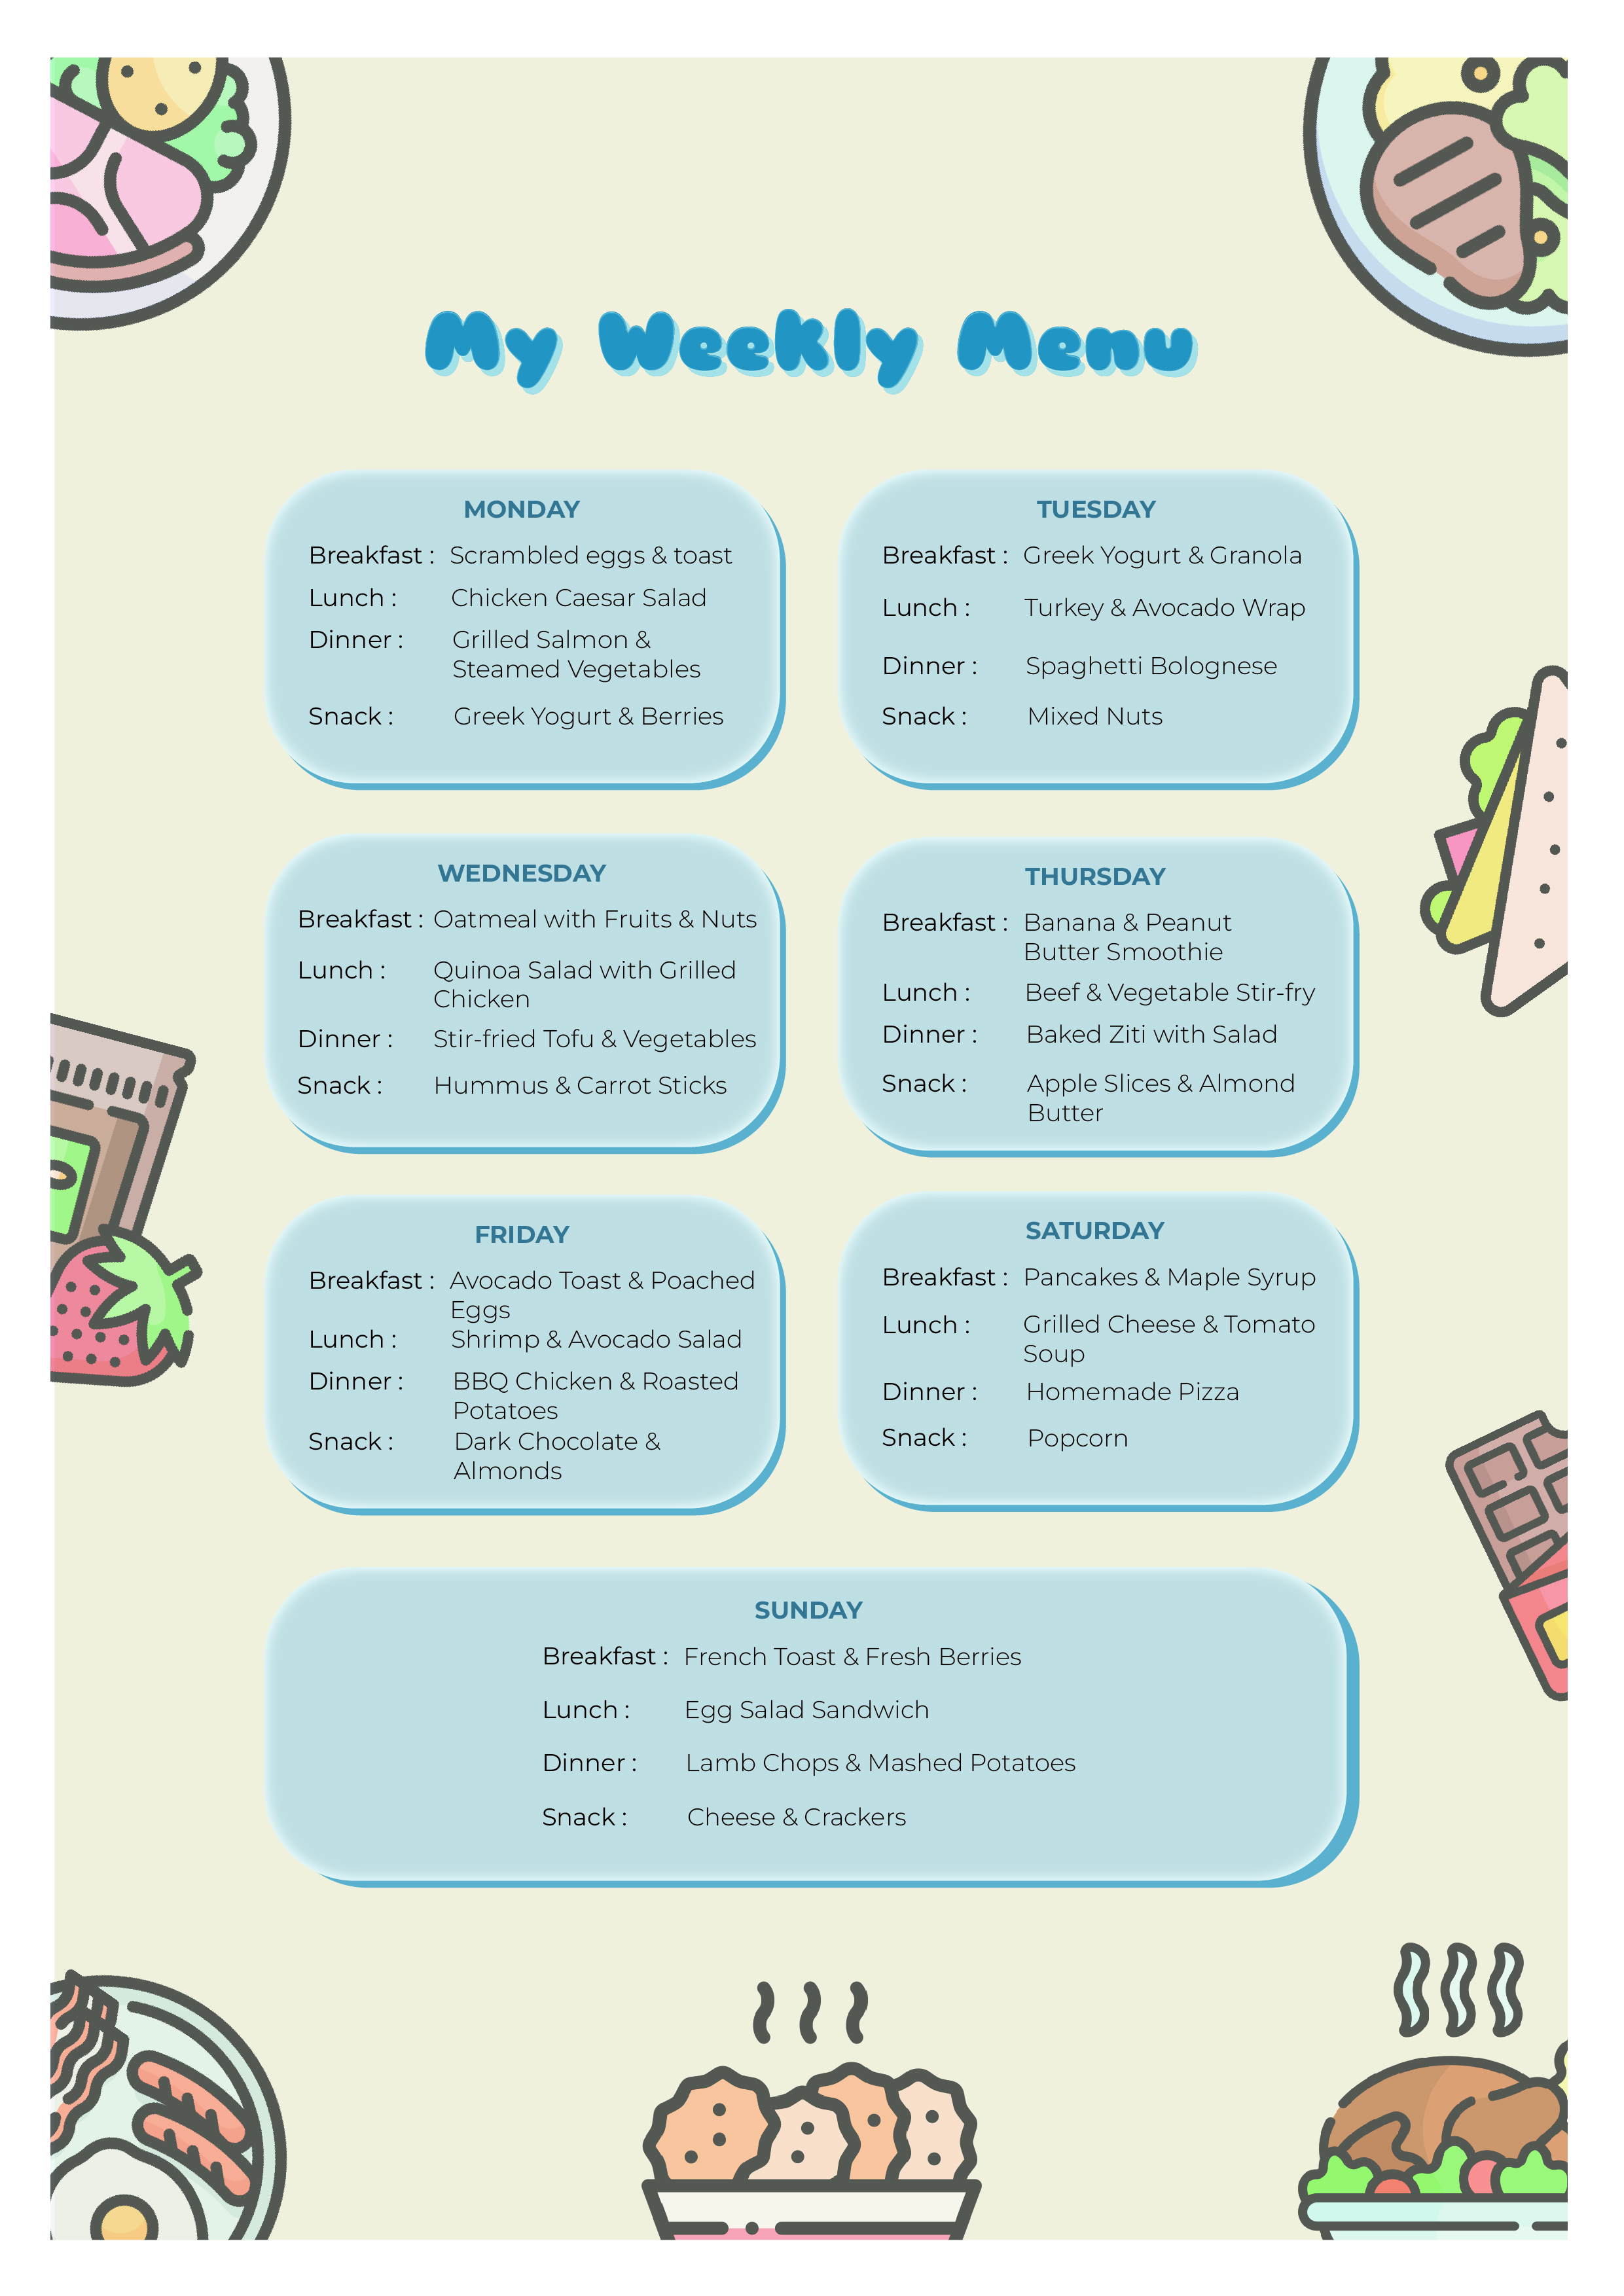 My Weekly Menu
MONDAY
Breakfast : Scrambled eggs & toast
Lunch : Chicken Caesar Salad
Dinner : Grilled Salmon &
Steamed Vegetables
Snack : Greek Yogurt & Berries
TUESDAY
Breakfast : Greek Yogurt & Granola
Lunch : Turkey & Avocado Wrap
Dinner : Spaghetti Bolognese
Snack : Mixed Nuts
WEDNESDAY
Breakfast : Oatmeal with Fruits & Nuts
Lunch : Quinoa Salad with Grilled
Chicken
Dinner : Stir-fried Tofu & Vegetables
Snack : Hummus & Carrot Sticks
THURSDAY
Breakfast : Banana & Peanut
Butter Smoothie
Lunch : Beef & Vegetable Stir-fry
Dinner : Baked Ziti with Salad
Snack : Apple Slices & Almond
Butter
FRIDAY
Breakfast : Avocado Toast & Poached
Eggs
Lunch : Shrimp & Avocado Salad
Dinner : BBQ Chicken & Roasted
Potatoes
Snack : Dark Chocolate &
Almonds
SATURDAY
Breakfast : Pancakes & Maple Syrup
Lunch : Grilled Cheese & Tomato
Soup
Dinner : Homemade Pizza
Snack : Popcorn
SUNDAY
Breakfast : French Toast & Fresh Berries
Lunch : Egg Salad Sandwich
Dinner : Lamb Chops & Mashed Potatoes
Snack : Cheese & Crackers